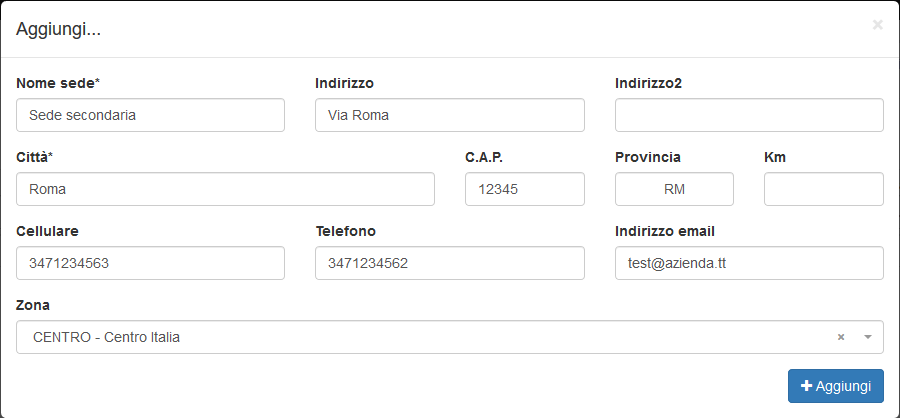 Aggiungi... ×
Nome sede* Indirizzo Indirizzo2
Sede secondaria Via Roma
Città* C.A.P. Provincia Km
Roma 12345 RM
Cellulare Telefono Indirizzo email
3471234563 3471234562 test@azienda.tt
Zona
CENTRO - Centro Italia ×
Aggiungi